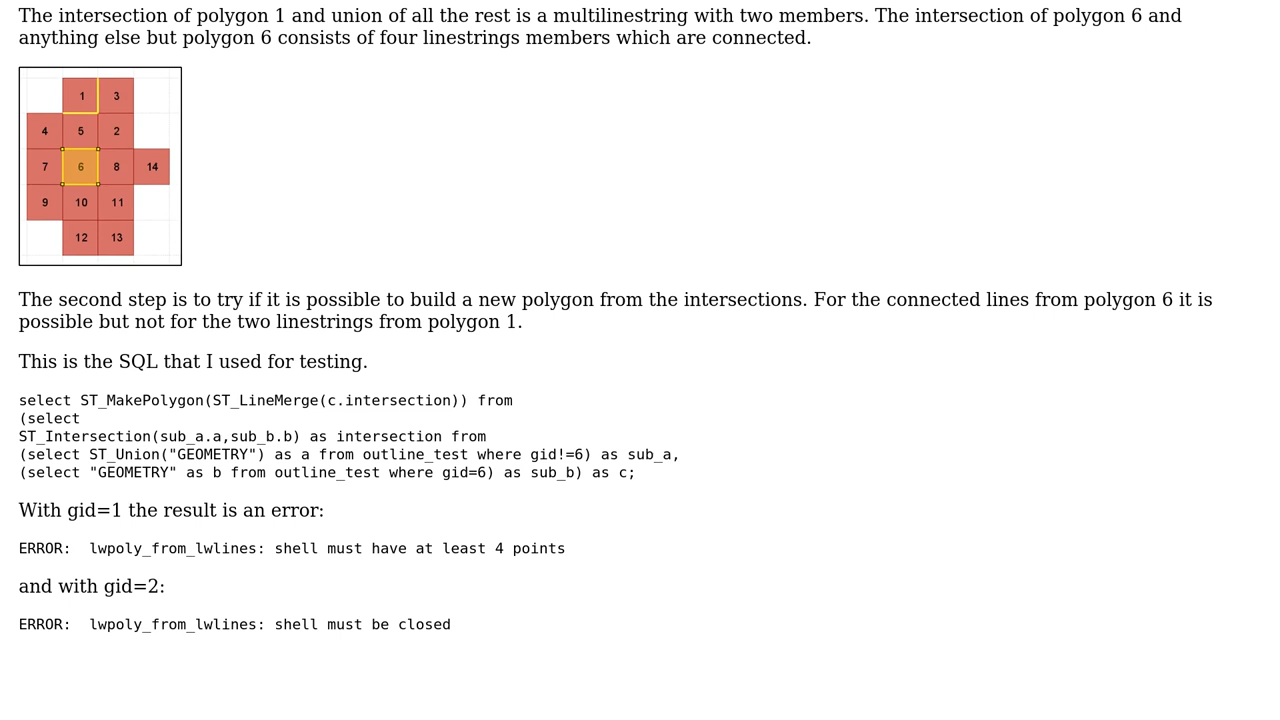 The intersection of polygon 1 and union of all the rest is a multilinestring with two members. The intersection of polygon 6 and
anything else but polygon 6 consists of four linestrings members which are connected.
1 3
4 5 2
7 6 8 14
9 10 11
12 13
The second step is to try if it is possible to build a new polygon from the intersections. For the connected lines from polygon 6 it is
possible but not for the two linestrings from polygon 1.
This is the SQL that I used for testing.
select ST_MakePolygon(ST_LineMerge(c.intersection)) from
(select
ST_Intersection(sub_a.a,sub_b.b) as intersection from
(select ST_Union("GEOMETRY") as a from outline_test where gid!=6) as sub_a,
(select "GEOMETRY" as b from outline_test where gid=6) as sub_b) as c;
With gid=1 the result is an error:
ERROR:  lwpoly_from_lwlines: shell must have at least 4 points
and with gid=2:
ERROR:  lwpoly_from_lwlines: shell must be closed